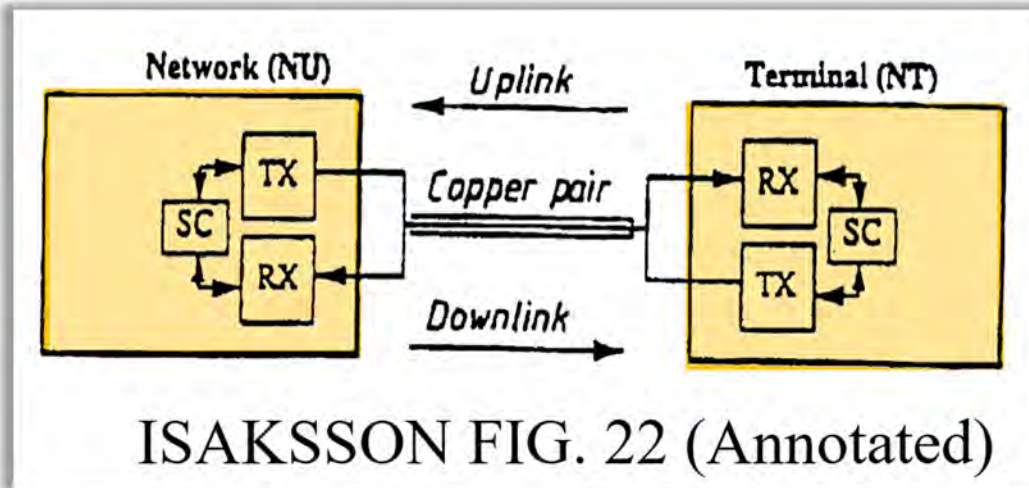 Network (NU)
Uplink
Terminal (NT)
TX
SC
RX
Copper pair
RX
SC
TX
Downlink
ISAKSSON FIG. 22 (Annotated)